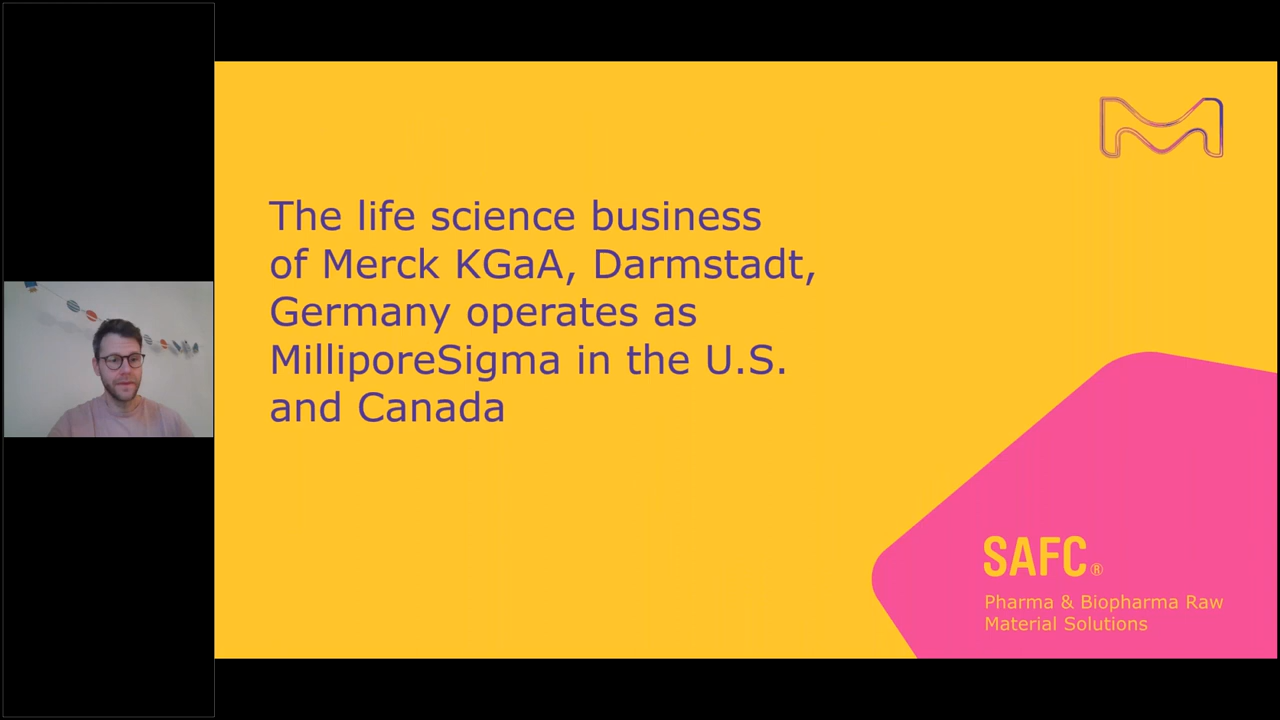 The life science business
of Merck KGaA, Darmstadt,
Germany operates as
MilliporeSigma in the U.S.
and Canada
SAFC®
Pharma & Biopharma Raw
Material Solutions